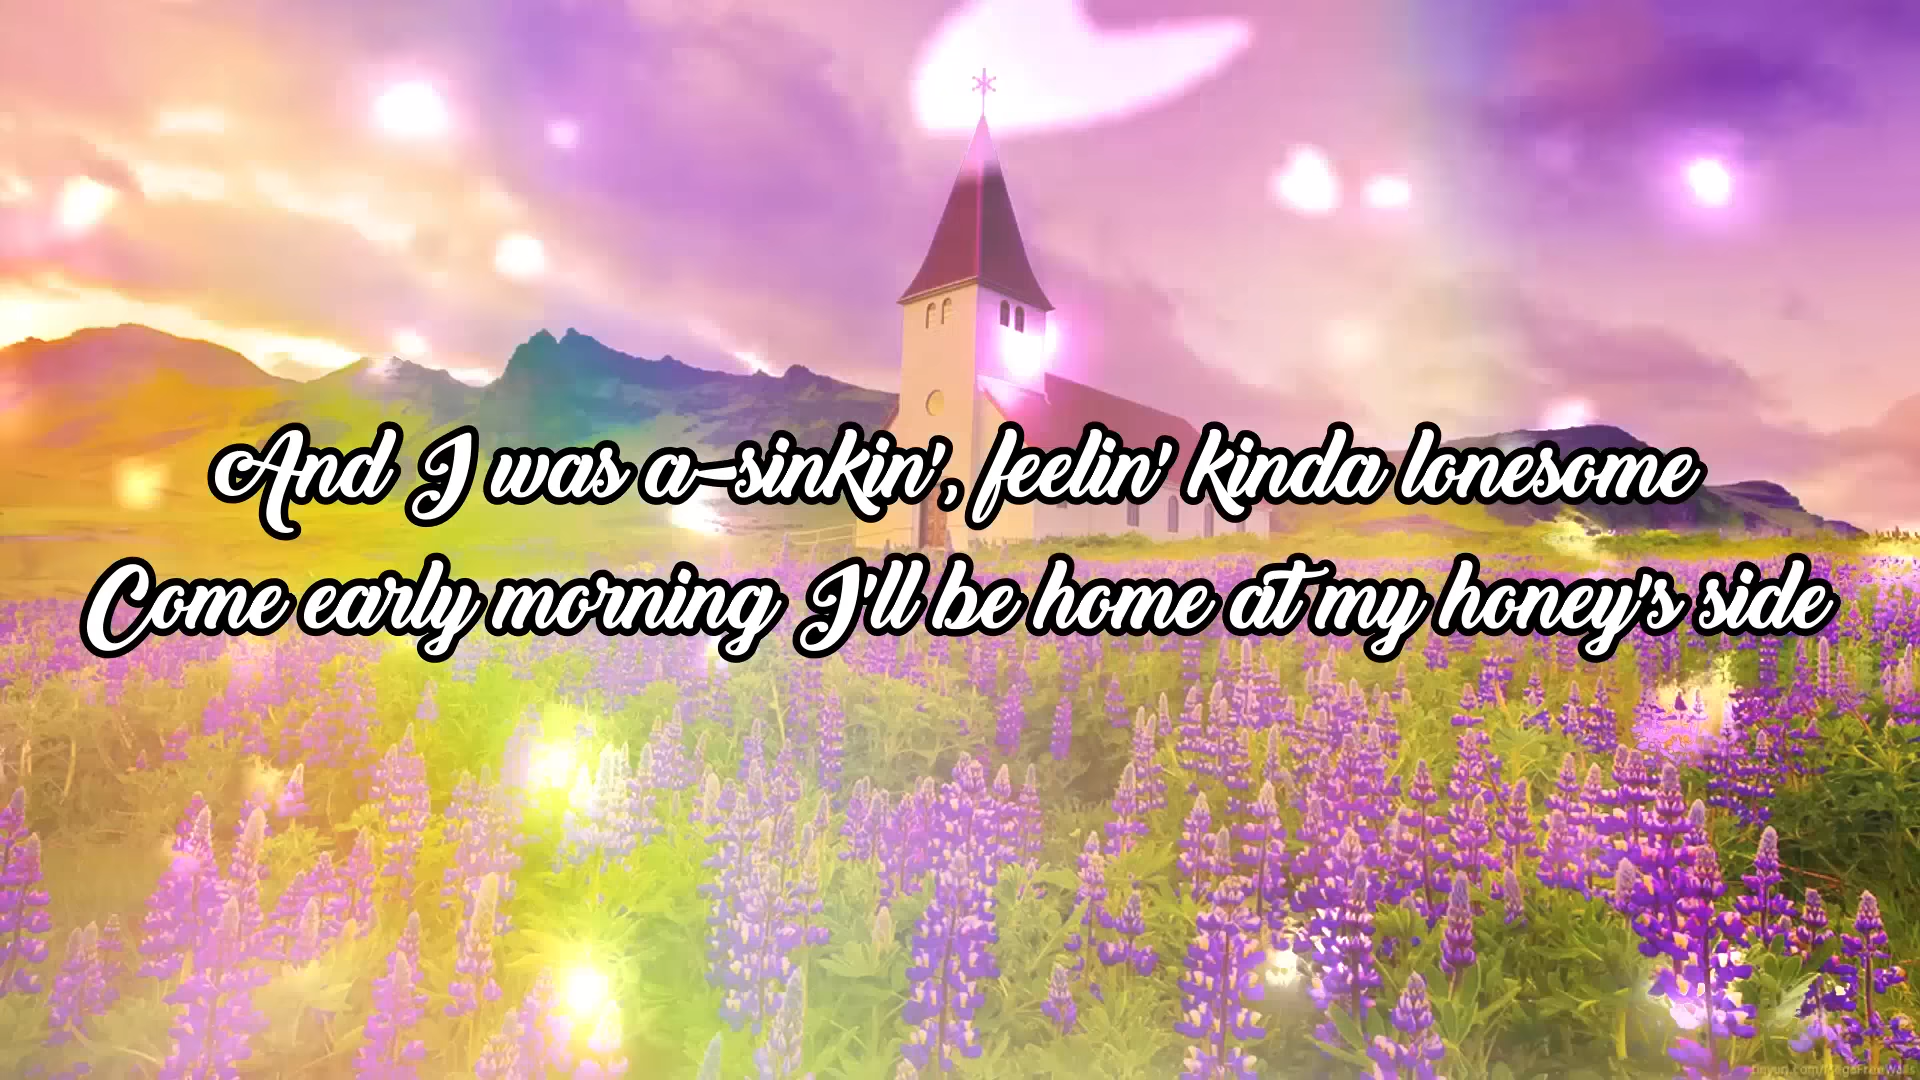 And I was a-sinkin', feelin' kinda lonesome
Come early morning I'll be home at my honey's side